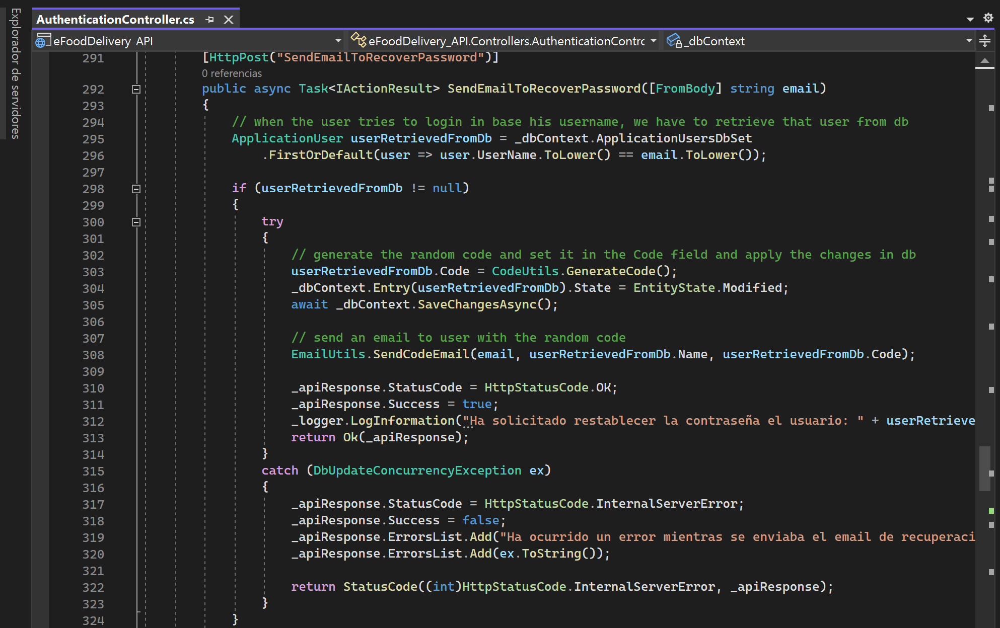 Explorador de servidores
AuthenticationController.cs
eFoodDelivery-API
eFoodDelivery_API.Controllers.AuthenticationContrc
_dbContext
291 [HttpPost("SendEmailToRecoverPassword")]
0 referencias
292 public async Task<IActionResult> SendEmailToRecoverPassword([FromBody] string email)
293 {
294 // when the user tries to login in base his username, we have to retrieve that user from db
295 ApplicationUser userRetrievedFromDb = _dbContext.ApplicationUsersDbSet
296 .FirstOrDefault(user => user.UserName.ToLower() == email.ToLower());
297
298 if (userRetrievedFromDb != null)
299 {
300 try
301 {
302 // generate the random code and set it in the Code field and apply the changes in db
303 userRetrievedFromDb.Code = CodeUtils.GenerateCode();
304 _dbContext.Entry(userRetrievedFromDb).State = EntityState.Modified;
305 await _dbContext.SaveChangesAsync();
306
307 // send an email to user with the random code
308 EmailUtils.SendCodeEmail(email, userRetrievedFromDb.Name, userRetrievedFromDb.Code);
309
310 _apiResponse.StatusCode = HttpStatusCode.OK;
311 _apiResponse.Success = true;
312 _logger.LogInformation("Ha solicitado restablecer la contraseña el usuario: " + userRetrieve
313 return Ok(_apiResponse);
314 }
315 catch (DbUpdateConcurrencyException ex)
316 {
317 _apiResponse.StatusCode = HttpStatusCode.InternalServerError;
318 _apiResponse.Success = false;
319 _apiResponse.ErrorsList.Add("Ha ocurrido un error mientras se enviaba el email de recuperaci
320 _apiResponse.ErrorsList.Add(ex.ToString());
321
322 return StatusCode((int)HttpStatusCode.InternalServerError, _apiResponse);
323 }
324 }